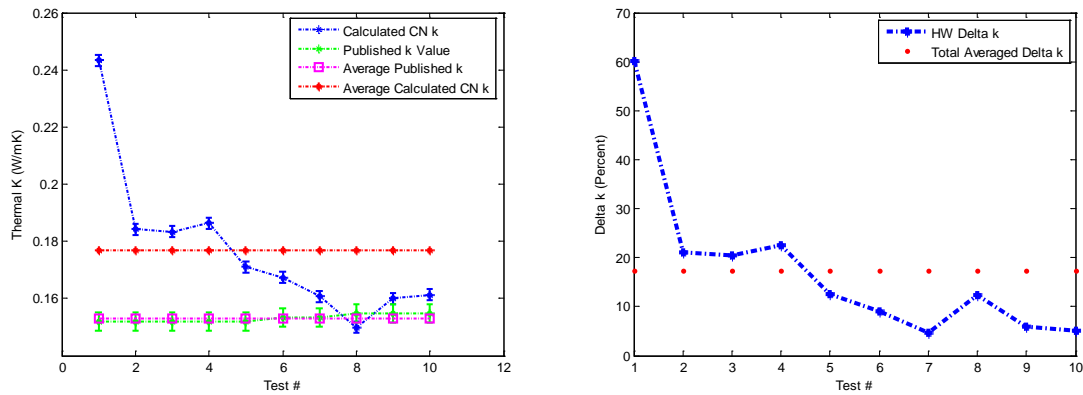 0.26
0.24
0.22
0.2
0.18
0.16
0 2 4 6 8 10 12
Test #
Thermal K (W/mK)
Calculated CN k
Published k Value
Average Published k
Average Calculated CN k
70
60
50
40
30
20
10
0
1 2 3 4 5 6 7 8 9 10
Test #
Delta k (Percent)
HW Delta k
Total Averaged Delta k